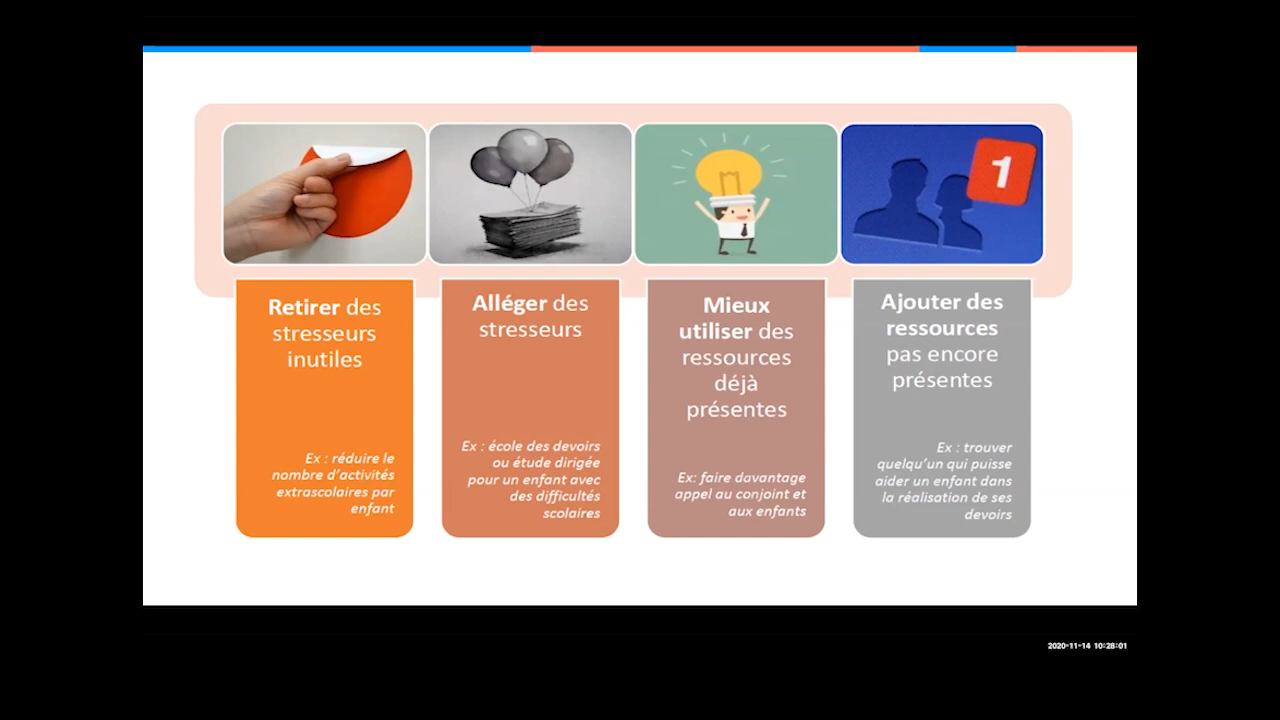 1
Retirer des
stresseurs
inutiles
Ex : réduire le
nombre d'activités
extrascolaires par
enfant
Alléger des
stresseurs
Ex : école des devoirs
ou étude dirigée
pour un enfant avec
des difficultés
scolaires
Mieux
utiliser des
ressources
déjà
présentes
Ex: faire davantage
appel au conjoint et
aux enfants
Ajouter des
ressources
pas encore
présentes
Ex : trouver
quelqu'un qui puisse
aider un enfant dans
la réalisation de ses
devoirs
2020-11-14 10:28:01